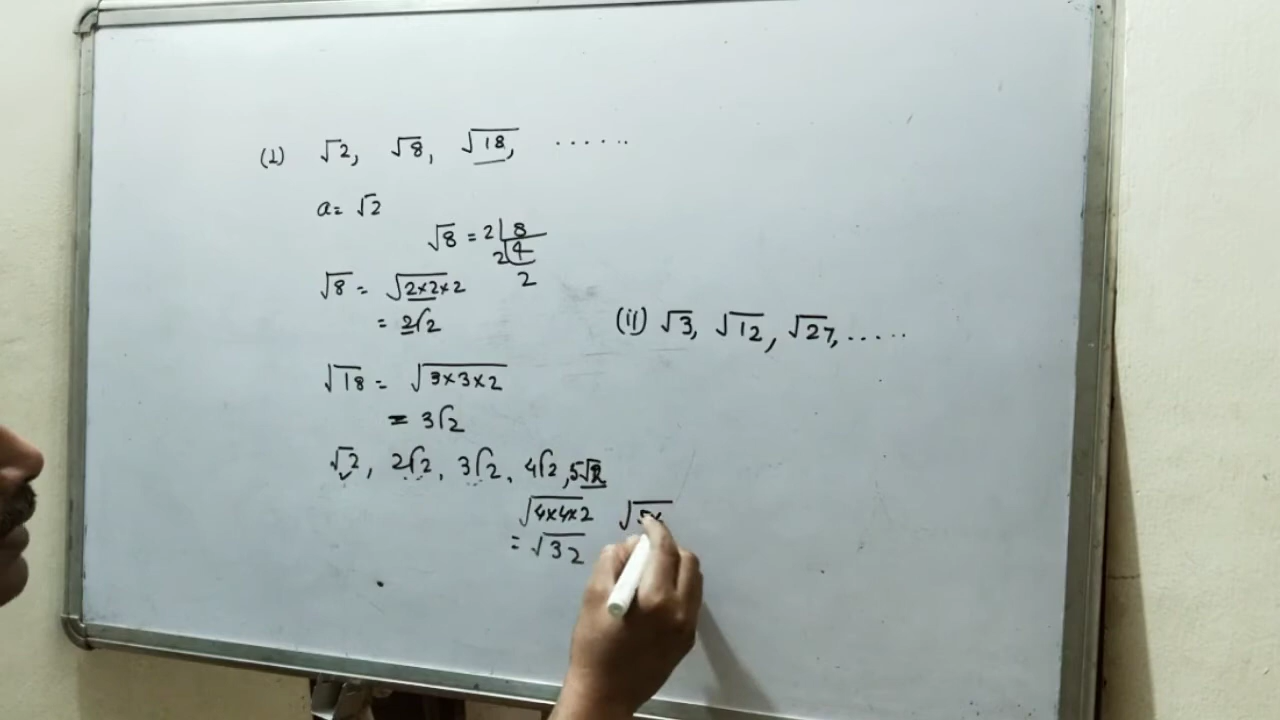 (I) √2, √8, √18, ......
a= √2
√8 = 2|8
2|4
2
√8 = √2×2×2
= 2√2
(ii) √3, √12, √27, .....
√18 = √3×3×2
= 3√2
√2, 2√2, 3√2, 4√2, 5√2
√4×4×2 √5×
= √32